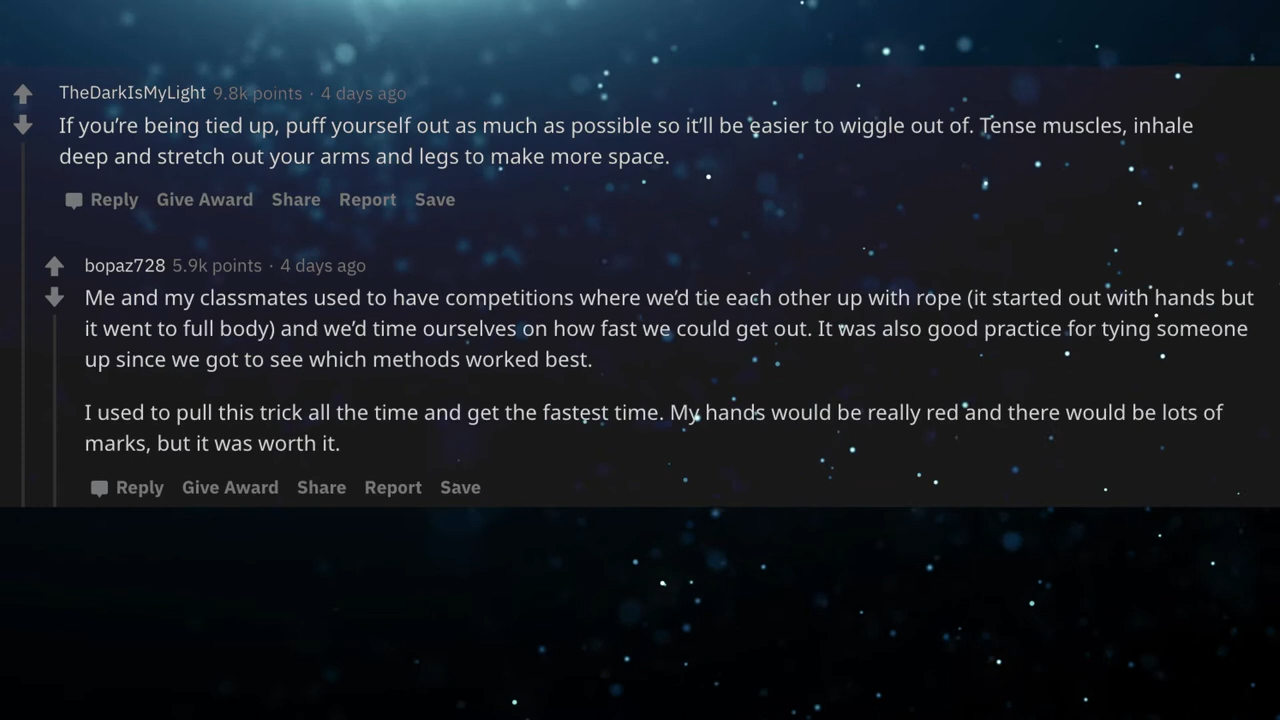 TheDarkIsMyLight 9.8k points · 4 days ago
If you’re being tied up, puff yourself out as much as possible so it’ll be easier to wiggle out of. Tense muscles, inhale
deep and stretch out your arms and legs to make more space.
Reply Give Award Share Report Save
bopaz728 5.9k points · 4 days ago
Me and my classmates used to have competitions where we’d tie each other up with rope (it started out with hands but
it went to full body) and we’d time ourselves on how fast we could get out. It was also good practice for tying someone
up since we got to see which methods worked best.
I used to pull this trick all the time and get the fastest time. My hands would be really red and there would be lots of
marks, but it was worth it.
Reply Give Award Share Report Save